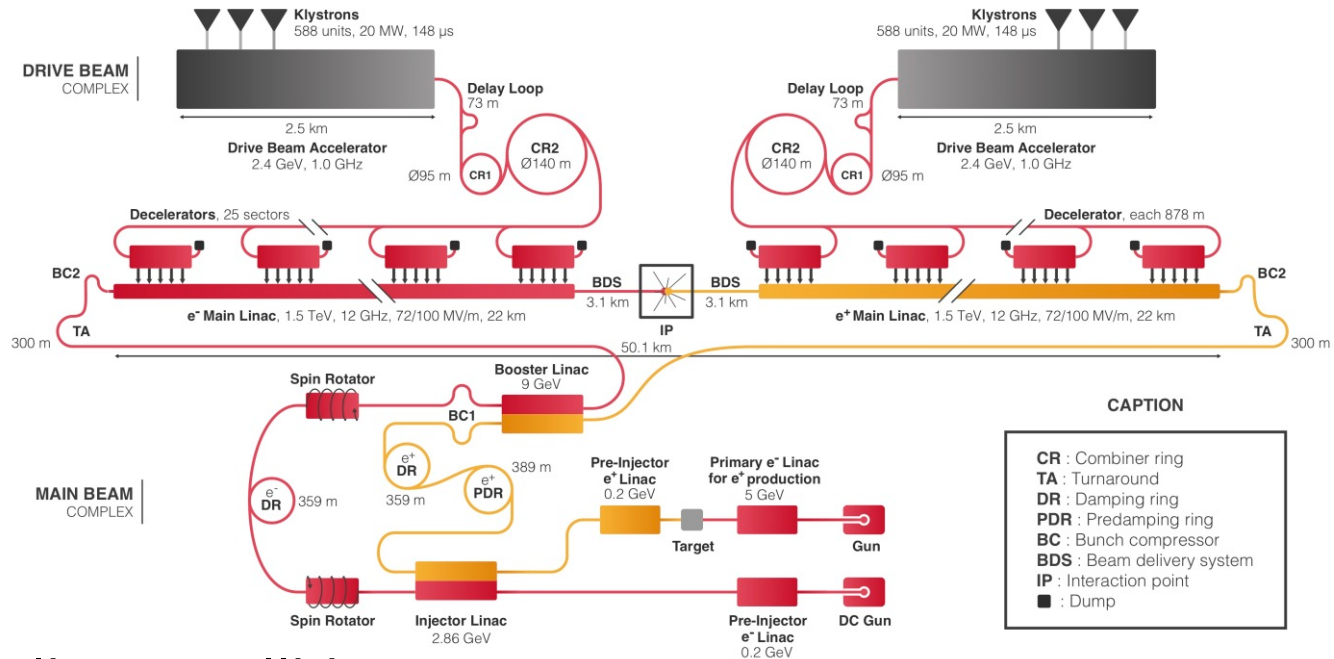 Klystrons
588 units, 20 MW, 148 µs
Klystrons
588 units, 20 MW, 148 µs
DRIVE BEAM
COMPLEX
Delay Loop
73 m
Delay Loop
73 m
2.5 km
Drive Beam Accelerator
2.4 GeV, 1.0 GHz
2.5 km
Drive Beam Accelerator
2.4 GeV, 1.0 GHz
CR2
Ø140 m
CR1
Ø95 m
CR2
Ø140 m
CR1
Ø95 m
Decelerators, 25 sectors
Decelerator, each 878 m
BC2
BDS
3.1 km
BDS
3.1 km
BC2
e⁻ Main Linac, 1.5 TeV, 12 GHz, 72/100 MV/m, 22 km
IP
e⁺ Main Linac, 1.5 TeV, 12 GHz, 72/100 MV/m, 22 km
TA
300 m
TA
300 m
50.1 km
Spin Rotator
Booster Linac
9 GeV
BC1
CAPTION
CR : Combiner ring
TA : Turnaround
DR : Damping ring
PDR : Predamping ring
BC : Bunch compressor
BDS : Beam delivery system
IP : Interaction point
: Dump
MAIN BEAM
COMPLEX
e⁻
DR
359 m
e⁺
DR
359 m
e⁺
PDR
389 m
Pre-Injector
e⁺ Linac
0.2 GeV
Primary e⁻ Linac
for e⁺ production
5 GeV
Target
Gun
Spin Rotator
Injector Linac
2.86 GeV
Pre-Injector
e⁻ Linac
0.2 GeV
DC Gun